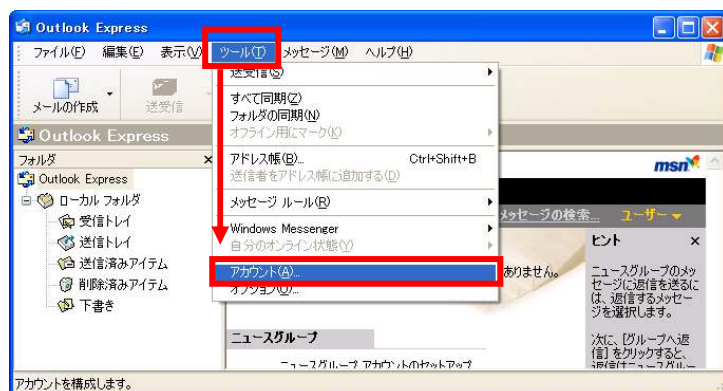 Outlook Express
ファイル(F) 編集(E) 表示(V) ツール(T) メッセージ(M) ヘルプ(H)
メールの作成 送受信
送受信(S)
すべて同期(Z)
フォルダの同期(N)
オフライン用にマーク(K)
アドレス帳(B)... Ctrl+Shift+B
送信者をアドレス帳に追加する(D)
メッセージ ルール(R)
Windows Messenger
自分のオンライン状態(Y)
アカウント(A)...
オプション(O)...
Outlook Express
フォルダ ×
Outlook Express
ローカル フォルダ
受信トレイ
送信トレイ
送信済みアイテム
削除済みアイテム
下書き
msn
メッセージの検索... ユーザー
ありません。
ニュースグループ
ニュースグループ アカウントのセットアップ
ヒント ×
ニュースグループのメッ
セージに返信を送るに
は、返信するメッセー
ジを選択します。
次に、[グループへ返
信] をクリックすると、
返信はニュースグルー
アカウントを構成します。